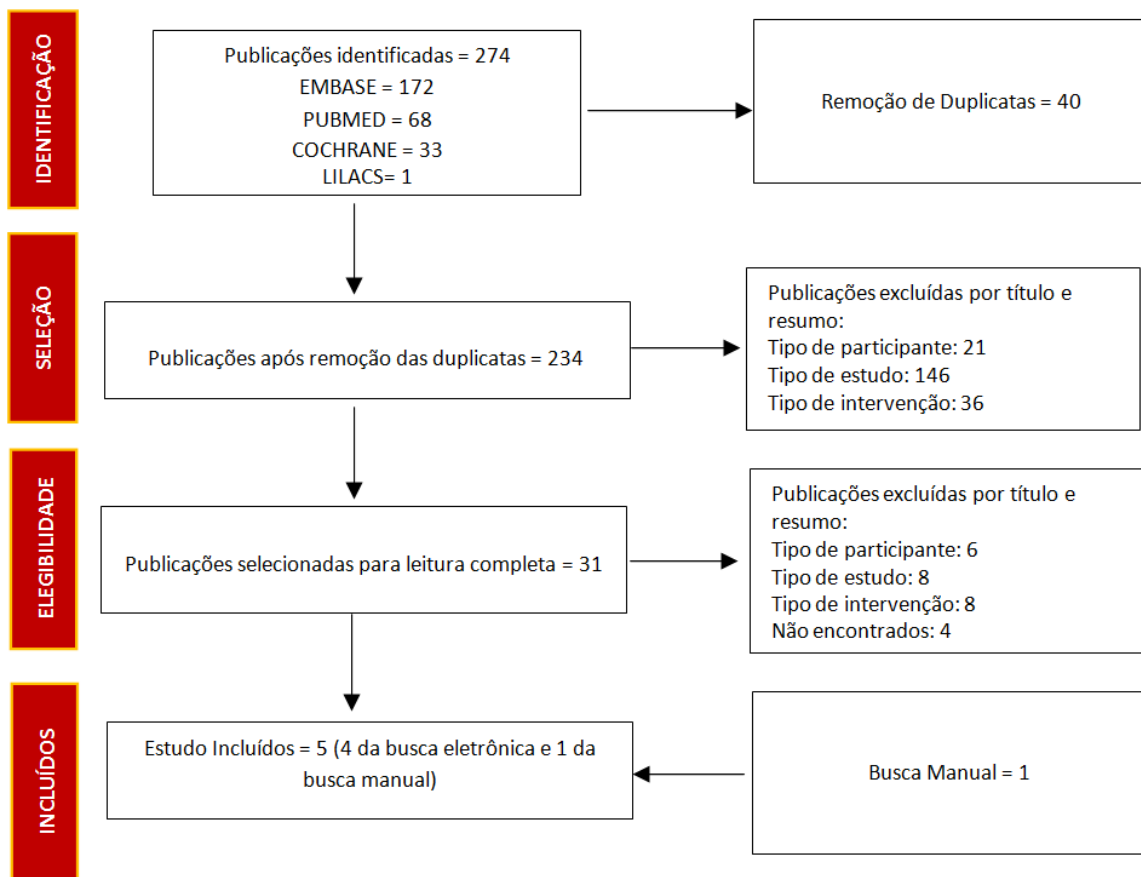 IDENTIFICAÇÃO
Publicações identificadas = 274
EMBASE = 172
PUBMED = 68
COCHRANE = 33
LILACS= 1
Remoção de Duplicatas = 40
SELEÇÃO
Publicações após remoção das duplicatas = 234
Publicações excluídas por título e
resumo:
Tipo de participante: 21
Tipo de estudo: 146
Tipo de intervenção: 36
ELEGIBILIDADE
Publicações selecionadas para leitura completa = 31
Publicações excluídas por título e
resumo:
Tipo de participante: 6
Tipo de estudo: 8
Tipo de intervenção: 8
Não encontrados: 4
INCLUÍDOS
Estudo Incluídos = 5 (4 da busca eletrônica e 1 da
busca manual)
Busca Manual = 1